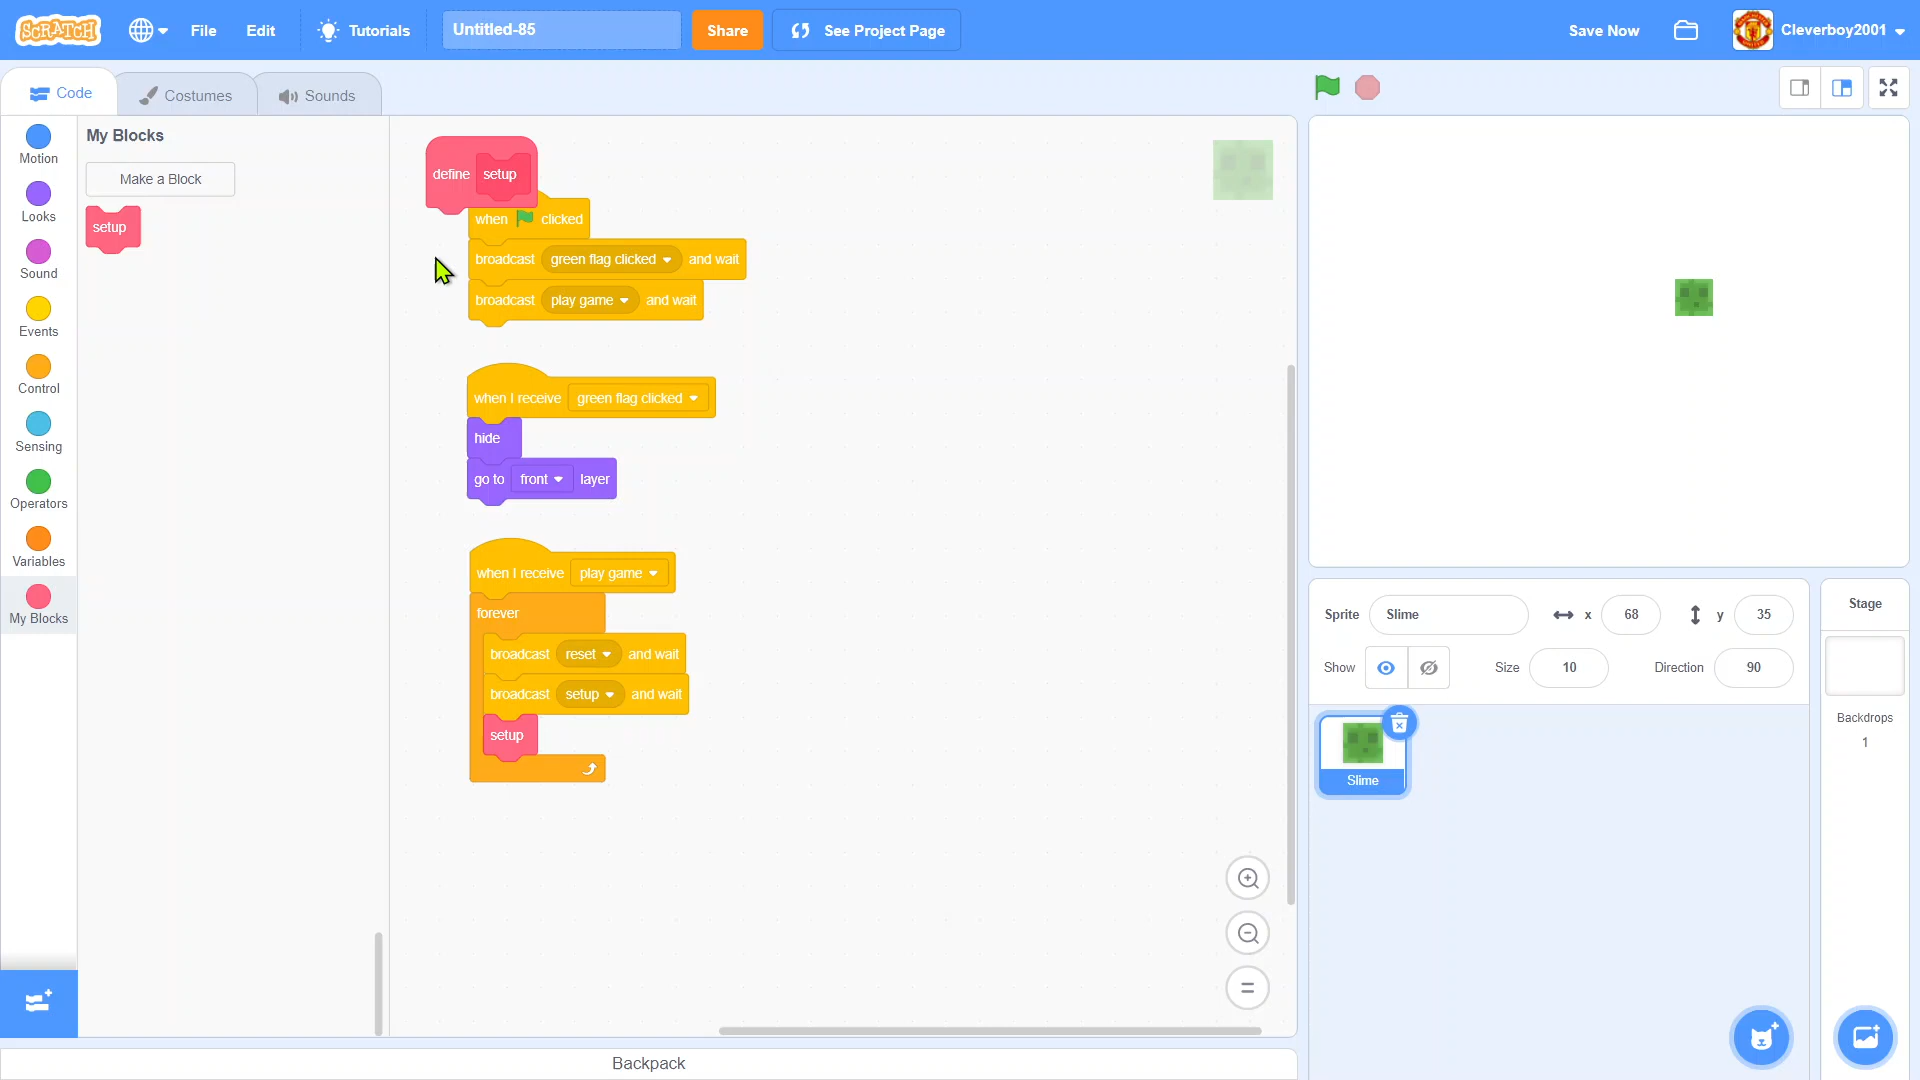 SCRATCH File Edit Tutorials Untitled-85 Share See Project Page Save Now Cleverboy2001
Code Costumes Sounds
Motion
Looks
Sound
Events
Control
Sensing
Operators
Variables
My Blocks
My Blocks
Make a Block
setup
define setup
when clicked
broadcast green flag clicked and wait
broadcast play game and wait
when I receive green flag clicked
hide
go to front layer
when I receive play game
forever
broadcast reset and wait
broadcast setup and wait
setup
Backpack
Sprite Slime x 68 y 35
Show Size 10 Direction 90
Slime
Stage
Backdrops
1